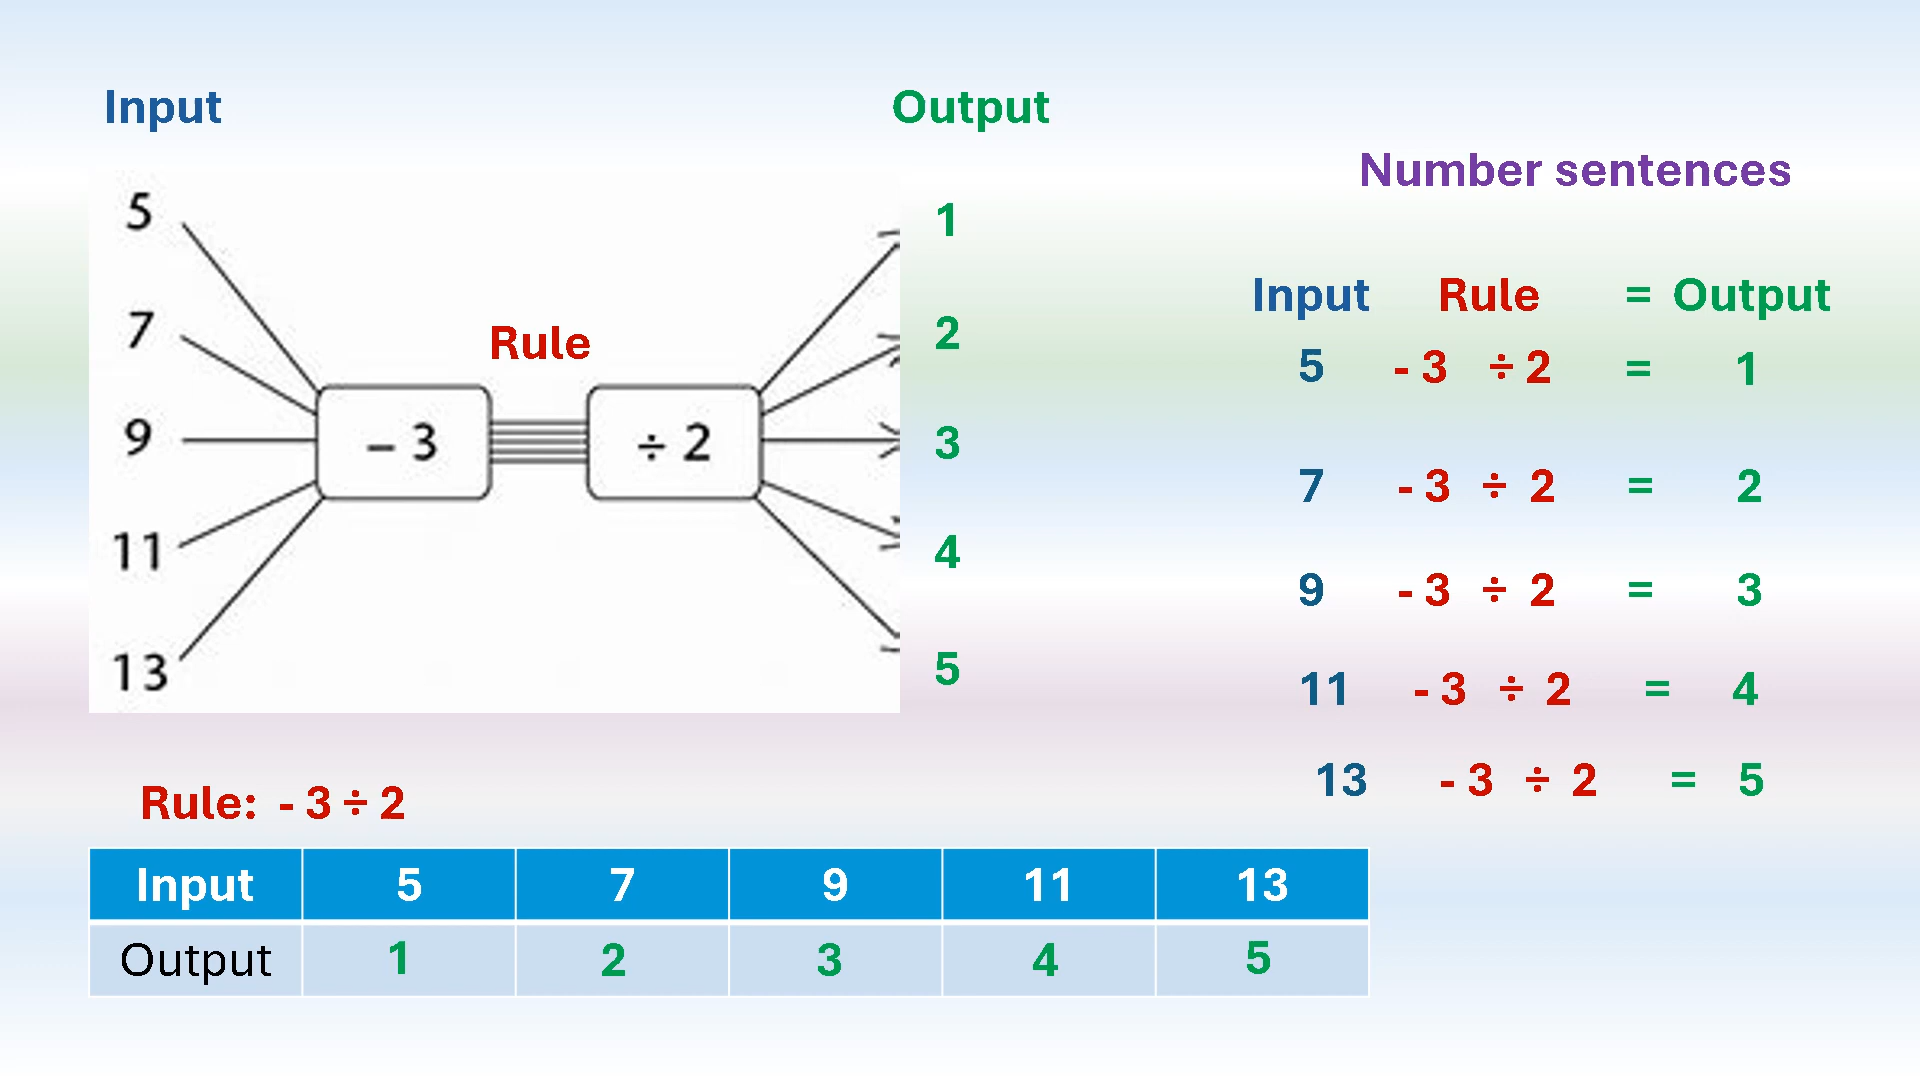 Input
Output
Number sentences
5
7
9
11
13
Rule
– 3
÷ 2
1
2
3
4
5
Input Rule = Output
5 - 3 ÷ 2 = 1
7 - 3 ÷ 2 = 2
9 - 3 ÷ 2 = 3
11 - 3 ÷ 2 = 4
13 - 3 ÷ 2 = 5
Rule: - 3 ÷ 2
Input 5 7 9 11 13
Output 1 2 3 4 5